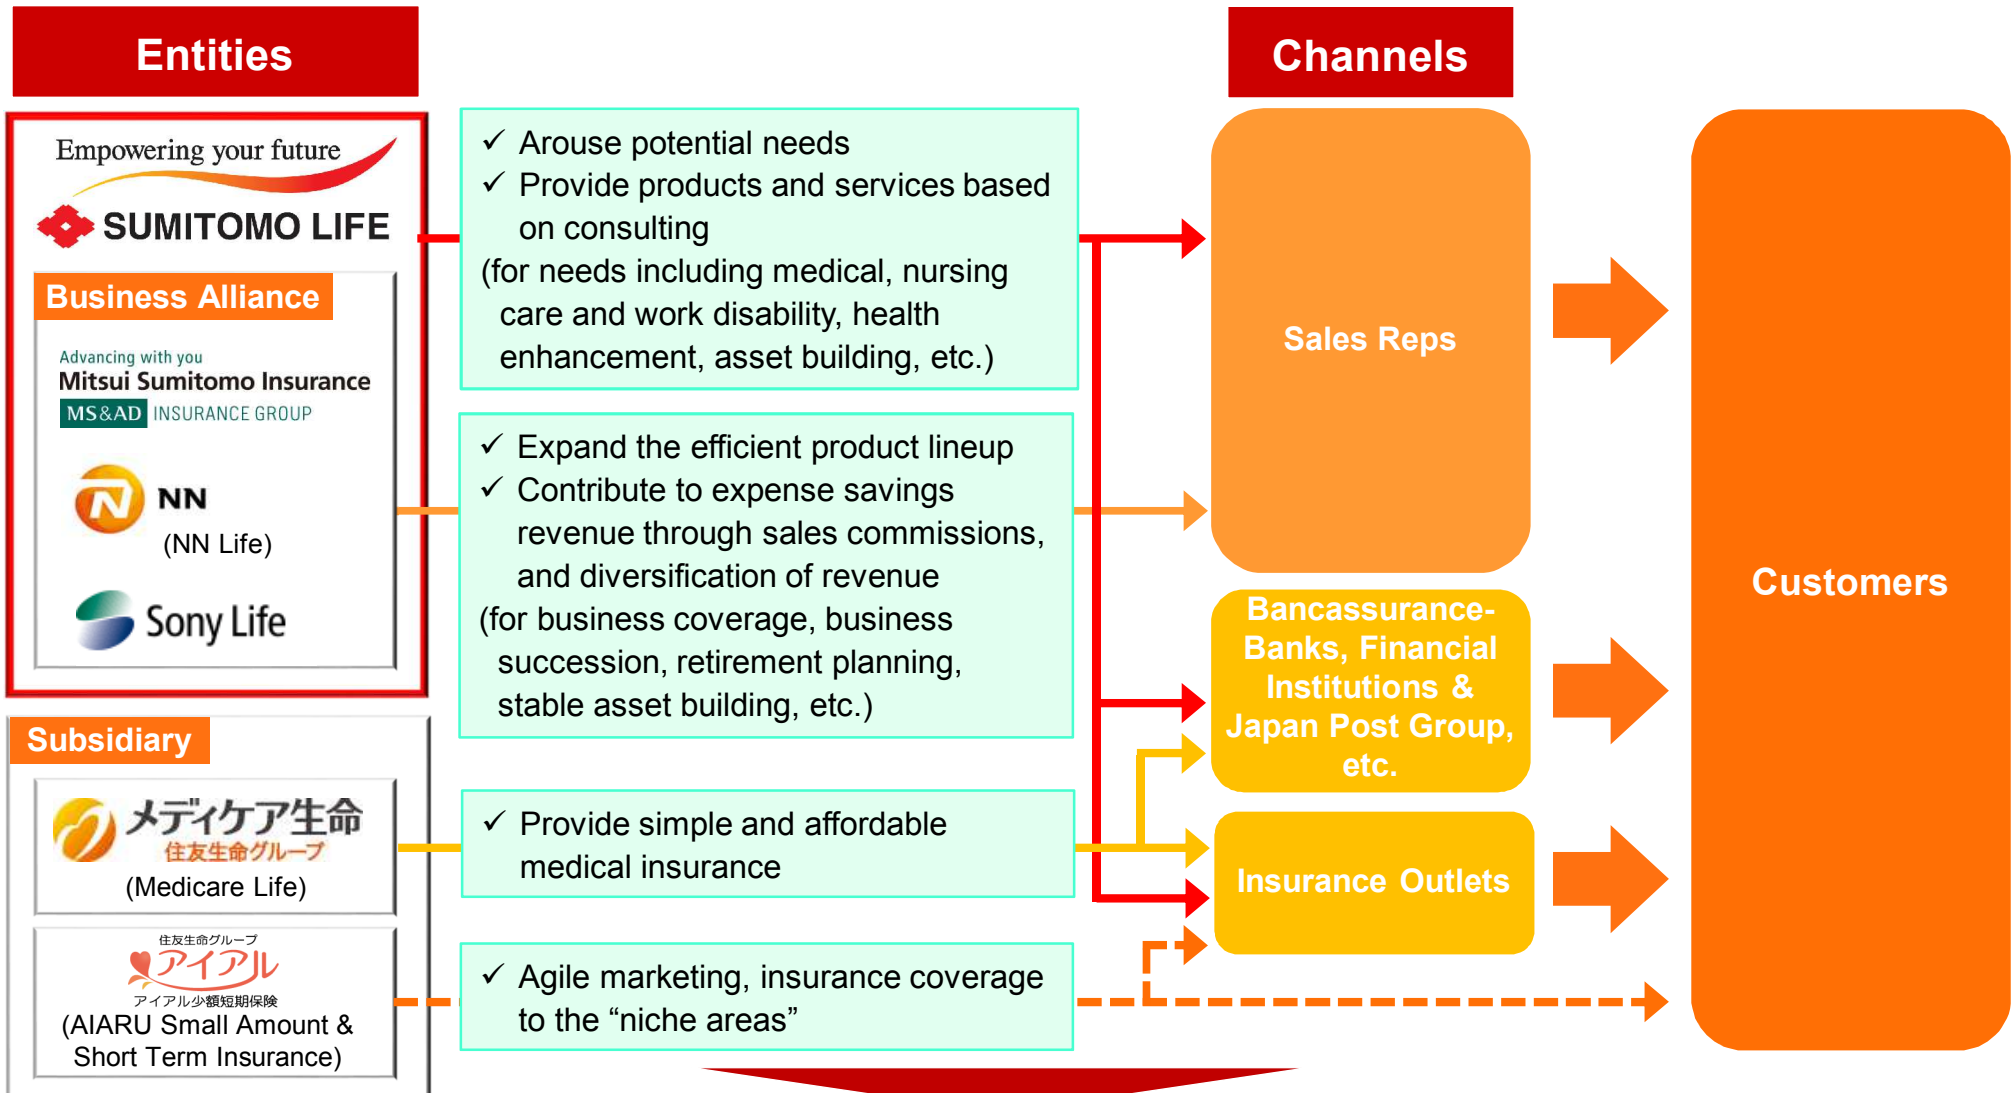 Entities
Channels
Empowering your future
SUMITOMO LIFE
Business Alliance
Advancing with you
Mitsui Sumitomo Insurance
MS&AD INSURANCE GROUP
NN
(NN Life)
Sony Life
Subsidiary
メディケア生命
住友生命グループ
(Medicare Life)
住友生命グループ
アイアル
アイアル少額短期保険
(AIARU Small Amount &
Short Term Insurance)
✓ Arouse potential needs
✓ Provide products and services based
on consulting
(for needs including medical, nursing
care and work disability, health
enhancement, asset building, etc.)
✓ Expand the efficient product lineup
✓ Contribute to expense savings
revenue through sales commissions,
and diversification of revenue
(for business coverage, business
succession, retirement planning,
stable asset building, etc.)
✓ Provide simple and affordable
medical insurance
✓ Agile marketing, insurance coverage
to the “niche areas”
Sales Reps
Bancassurance-
Banks, Financial
Institutions &
Japan Post Group,
etc.
Insurance Outlets
Customers